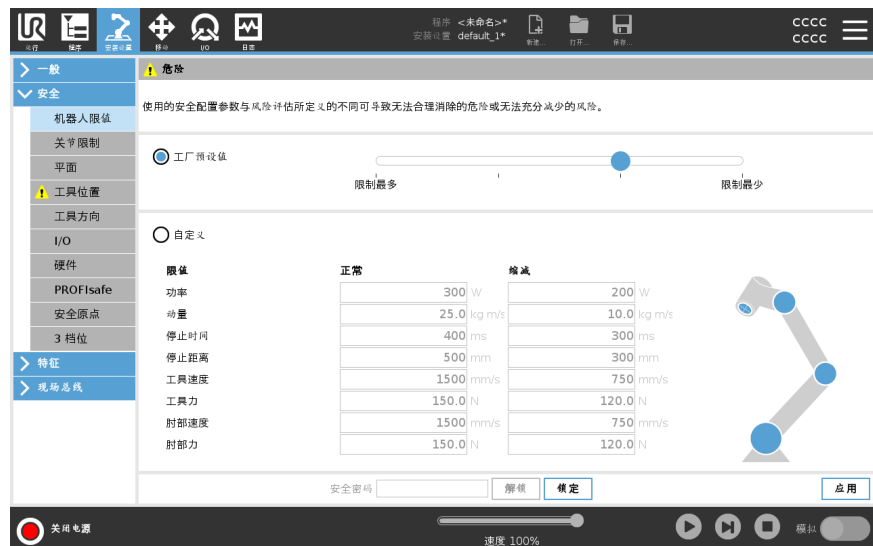 UR
运行
程序
安装设置
移动
I/O
日志
程序 <未命名>*
安装设置 default_1*
新建...
打开...
保存...
cccc
cccc
一般
安全
机器人限值
关节限制
平面
工具位置
工具方向
I/O
硬件
PROFIsafe
安全原点
3 档位
特征
现场总线
危险
使用的安全配置参数与风险评估所定义的不同可导致无法合理消除的危险或无法充分减少的风险。
工厂预设值
限制最多 限制最少
自定义
限值 正常 缩减
功率 300 W 200 W
动量 25.0 kg m/s 10.0 kg m/s
停止时间 400 ms 300 ms
停止距离 500 mm 300 mm
工具速度 1500 mm/s 750 mm/s
工具力 150.0 N 120.0 N
肘部速度 1500 mm/s 750 mm/s
肘部力 150.0 N 120.0 N
安全密码 解锁 锁定 应用
关闭电源
速度 100%
模拟